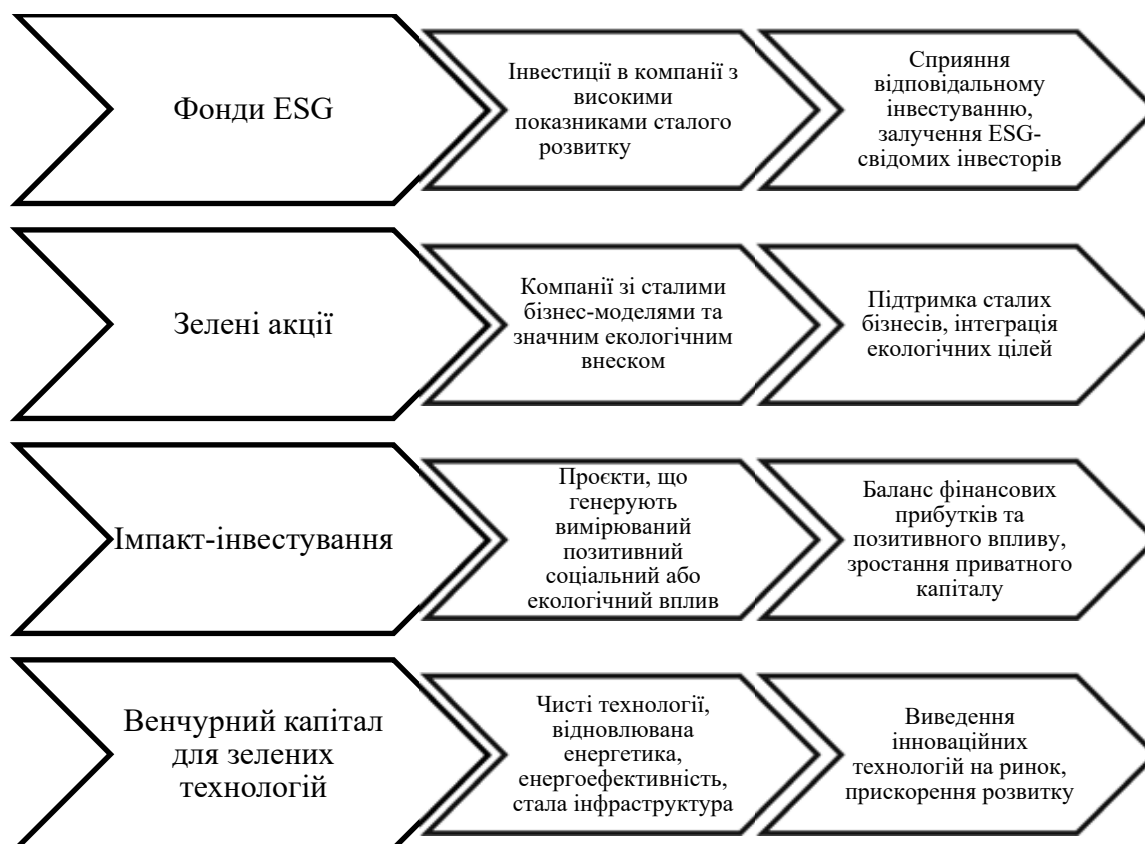 Фонди ESG
Інвестиції в компанії з
високими
показниками сталого
розвитку
Сприяння
відповідальному
інвестуванню,
залучення ESG-
свідомих інвесторів
Зелені акції
Компанії зі сталими
бізнес-моделями та
значним екологічним
внеском
Підтримка сталих
бізнесів, інтеграція
екологічних цілей
Імпакт-інвестування
Проєкти, що
генерують
вимірюваний
позитивний
соціальний або
екологічний вплив
Баланс фінансових
прибутків та
позитивного впливу,
зростання приватного
капіталу
Венчурний капітал
для зелених
технологій
Чисті технології,
відновлювана
енергетика,
енергоефективність,
стала інфраструктура
Виведення
інноваційних
технологій на ринок,
прискорення розвитку